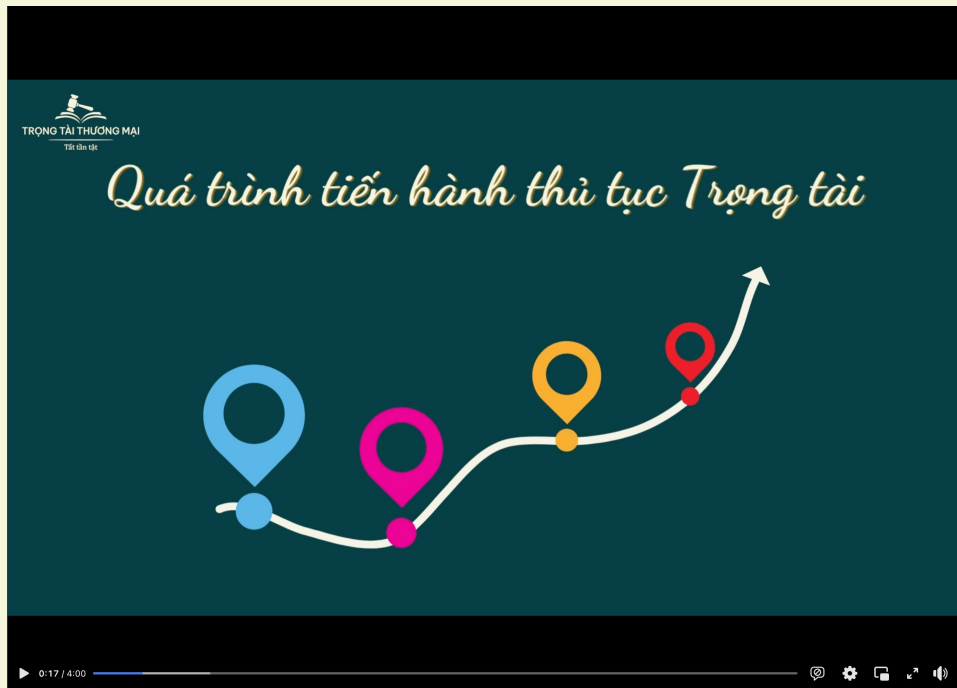 TRỌNG TÀI THƯƠNG MẠI
Tất tần tật
Quá trình tiến hành thủ tục Trọng tài
0:17 / 4:00